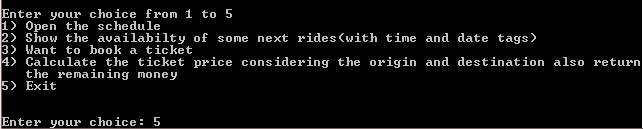 Enter your choice from 1 to 5
1) Open the schedule
2) Show the availabilty of some next rides(with time and date tags)
3) Want to book a ticket
4) Calculate the ticket price considering the origin and destination also return
the remaining money
5) Exit
Enter your choice: 5